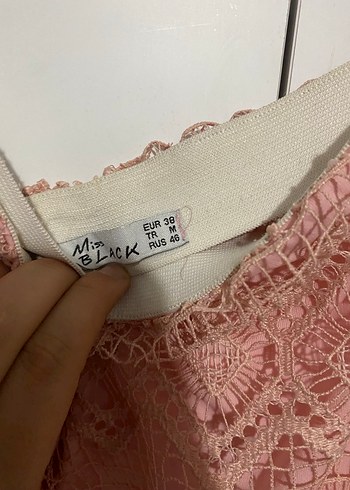 Miss
BLACK
EUR 38
TR M
RUS 46